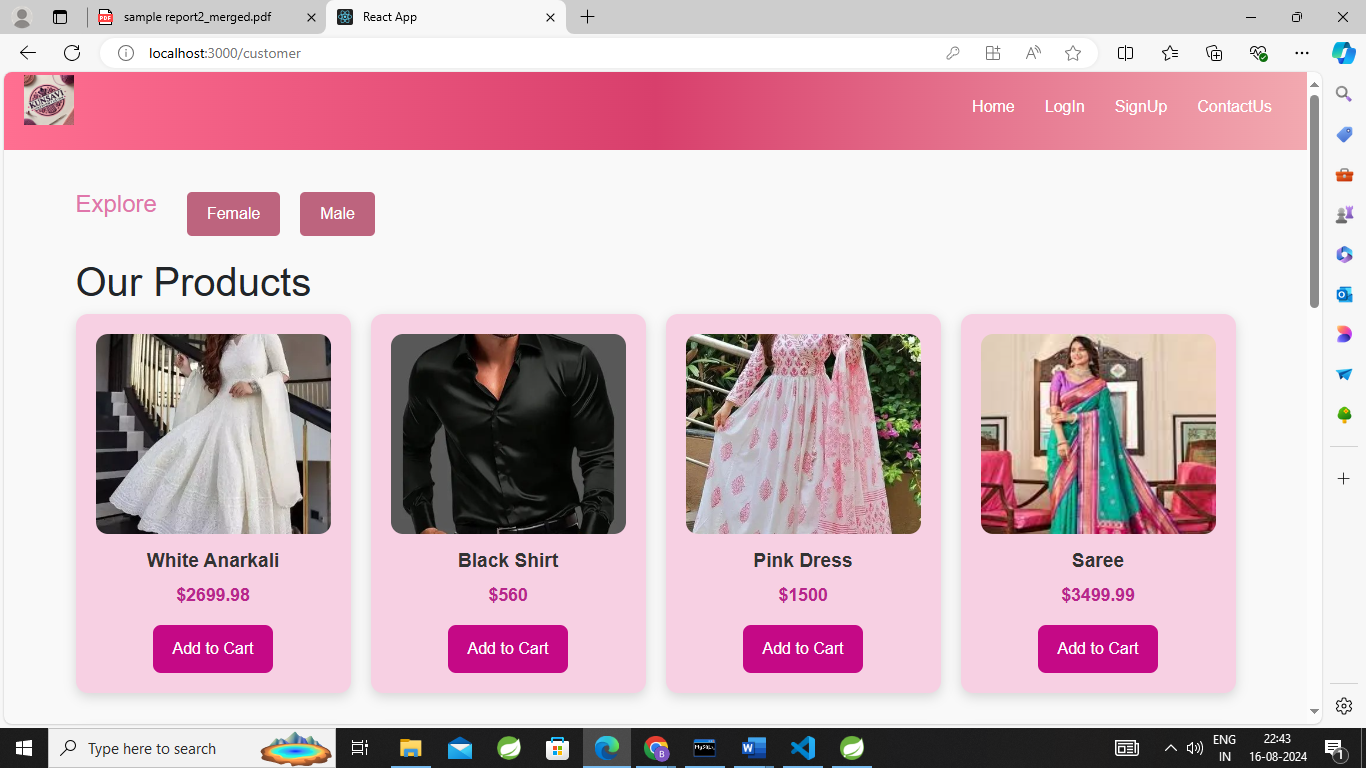 sample report2_merged.pdf
React App
localhost:3000/customer
KUNSAVI
Home LogIn SignUp ContactUs
Explore Female Male
Our Products
White Anarkali
$2699.98
Add to Cart
Black Shirt
$560
Add to Cart
Pink Dress
$1500
Add to Cart
Saree
$3499.99
Add to Cart
Type here to search
ENG
IN
22:43
16-08-2024
1